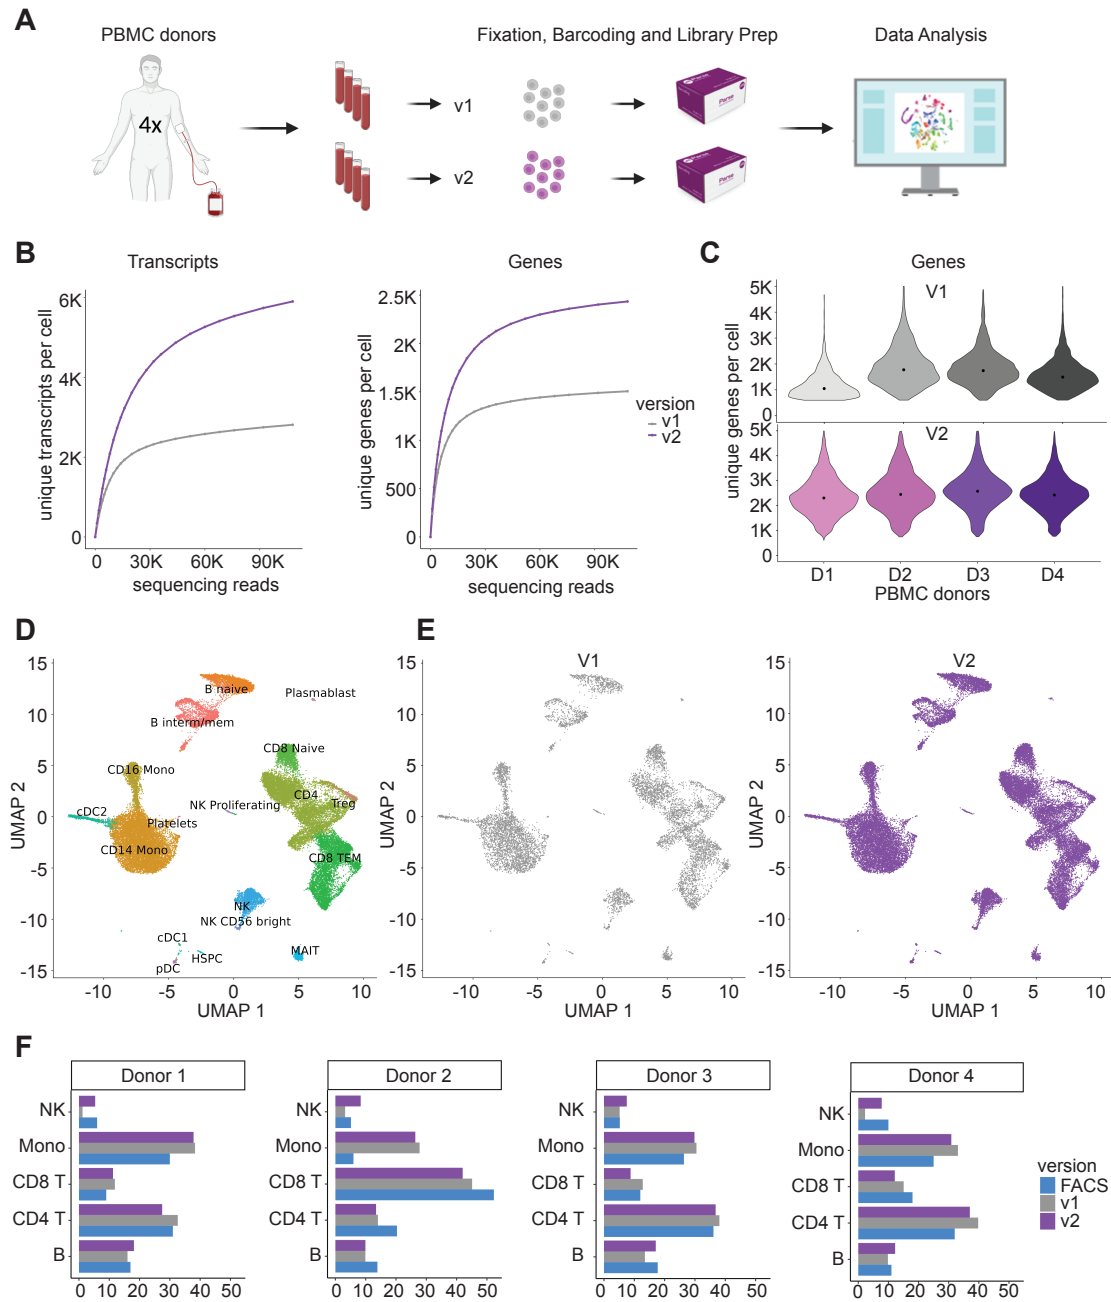 A
PBMC donors
Fixation, Barcoding and Library Prep
Data Analysis
4x
v1
v2
Parse
Parse
B
Transcripts
Genes
unique transcripts per cell
6K
4K
2K
0
0 30K 60K 90K
sequencing reads
unique genes per cell
2.5K
2K
1.5K
1K
500
0
0 30K 60K 90K
sequencing reads
version
v1
v2
C
Genes
unique genes per cell
V1
5K
4K
3K
2K
1K
0
V2
5K
4K
3K
2K
1K
0
D1 D2 D3 D4
PBMC donors
D
UMAP 2
15
10
5
0
-5
-10
-15
B naive
Plasmablast
B interm/mem
CD8 Naive
CD16 Mono
CD4
NK Proliferating
Treg
cDC2
Platelets
CD14 Mono
CD8 TEM
NK
NK CD56 bright
cDC1
MAIT
HSPC
pDC
-10 -5 0 5 10
UMAP 1
E
V1
UMAP 2
15
10
5
0
-5
-10
-15
-10 -5 0 5 10
UMAP 1
V2
UMAP 2
15
10
5
0
-5
-10
-15
-10 -5 0 5 10
UMAP 1
F
Donor 1
NK
Mono
CD8 T
CD4 T
B
0 10 20 30 40 50
Donor 2
NK
Mono
CD8 T
CD4 T
B
0 10 20 30 40 50
Donor 3
NK
Mono
CD8 T
CD4 T
B
0 10 20 30 40 50
Donor 4
NK
Mono
CD8 T
CD4 T
B
0 10 20 30 40 50
version
FACS
v1
v2